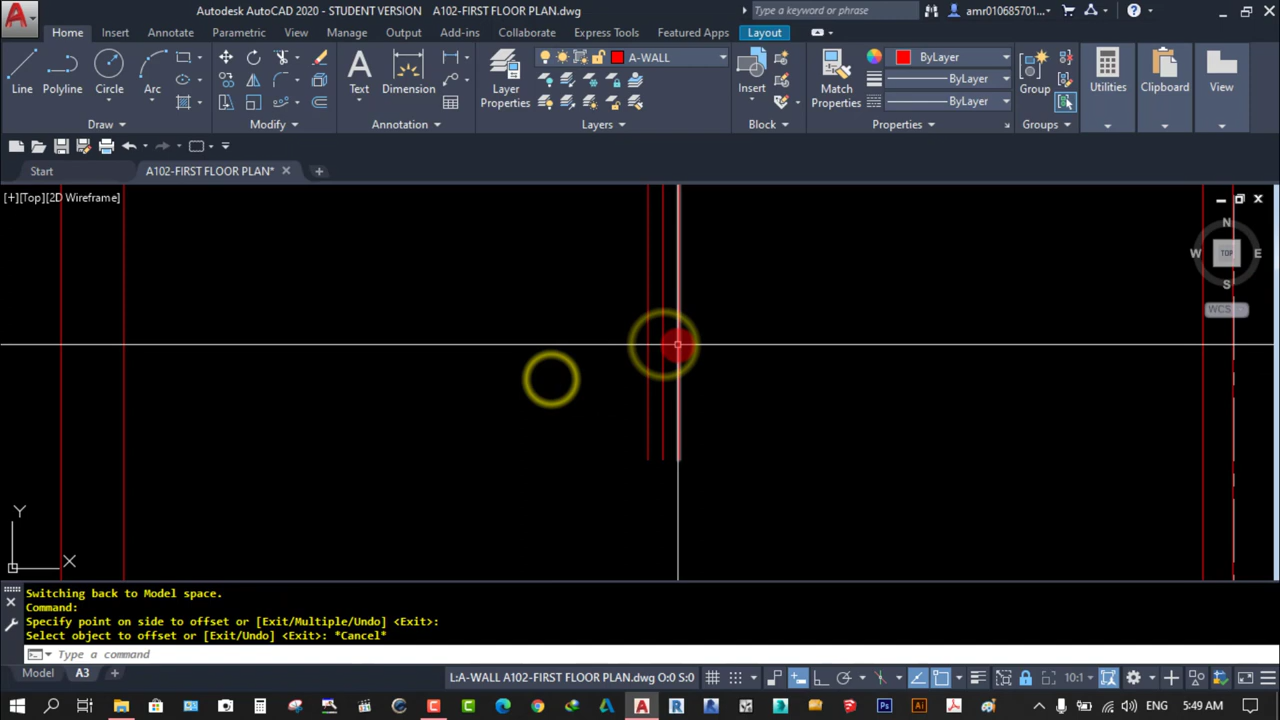 Autodesk AutoCAD 2020 - STUDENT VERSION A102-FIRST FLOOR PLAN.dwg
Type a keyword or phrase
amr010685701...
Home Insert Annotate Parametric View Manage Output Add-ins Collaborate Express Tools Featured Apps Layout
A-WALL
ByLayer
ByLayer
ByLayer
Line Polyline Circle Arc
Text Dimension
Layer Properties
Insert
Match Properties
Group
Utilities Clipboard View
Draw Modify Annotation Layers Block Properties Groups
Start A102-FIRST FLOOR PLAN*
[+][Top][2D Wireframe]
N
W TOP E
S
WCS
Y
X
Switching back to Model space.
Command:
Specify point on side to offset or [Exit/Multiple/Undo] <Exit>:
Select object to offset or [Exit/Undo] <Exit>: *Cancel*
Type a command
Model A3
L:A-WALL A102-FIRST FLOOR PLAN.dwg O:0 S:0
10:1
ENG 5:49 AM